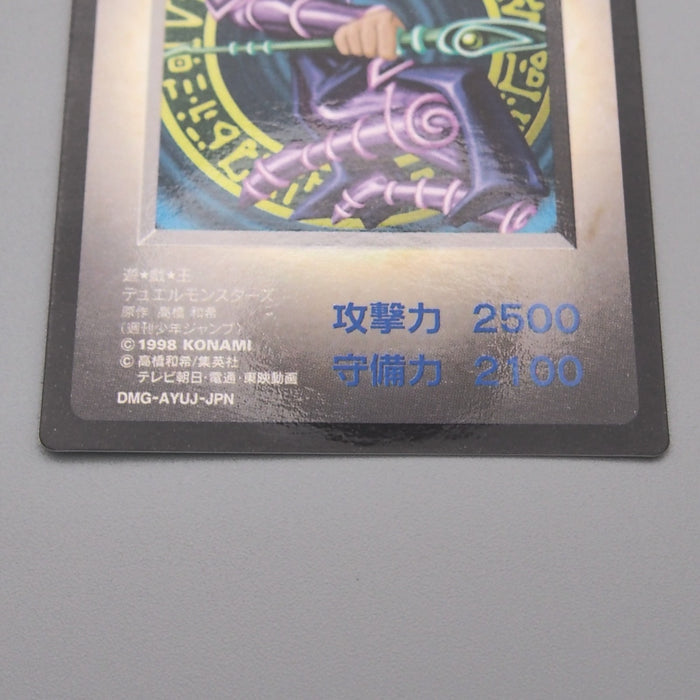 遊★戯★王
デュエルモンスターズ
原作 高橋 和希
(週刊少年ジャンプ)
©1998 KONAMI
©高橋和希/集英社
テレビ朝日・電通・東映動画
DMG-AYUJ-JPN
攻撃力 2500
守備力 2100